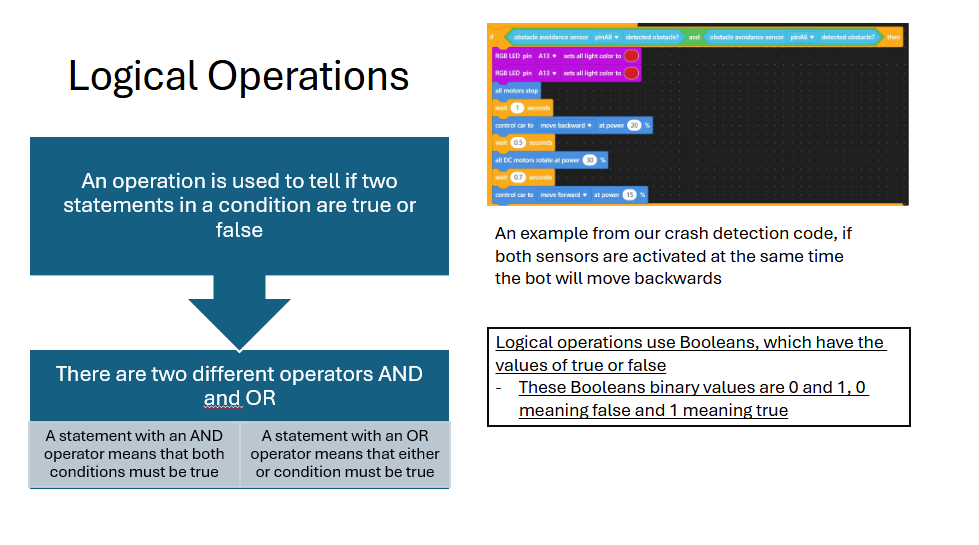 Logical Operations
An operation is used to tell if two
statements in a condition are true or
false
There are two different operators AND
and OR
A statement with an AND
operator means that both
conditions must be true
A statement with an OR
operator means that either
or condition must be true
if obstacle avoidance sensor pinA8 detected obstacle? and obstacle avoidance sensor pinA6 detected obstacle? then
RGB LED pin A13 sets all light color to
RGB LED pin A13 sets all light color to
all motors stop
wait 1 seconds
control car to move backward at power 20 %
wait 0.5 seconds
all DC motors rotate at power 30 %
wait 0.7 seconds
control car to move forward at power 15 %
An example from our crash detection code, if
both sensors are activated at the same time
the bot will move backwards
Logical operations use Booleans, which have the
values of true or false
- These Booleans binary values are 0 and 1, 0
meaning false and 1 meaning true